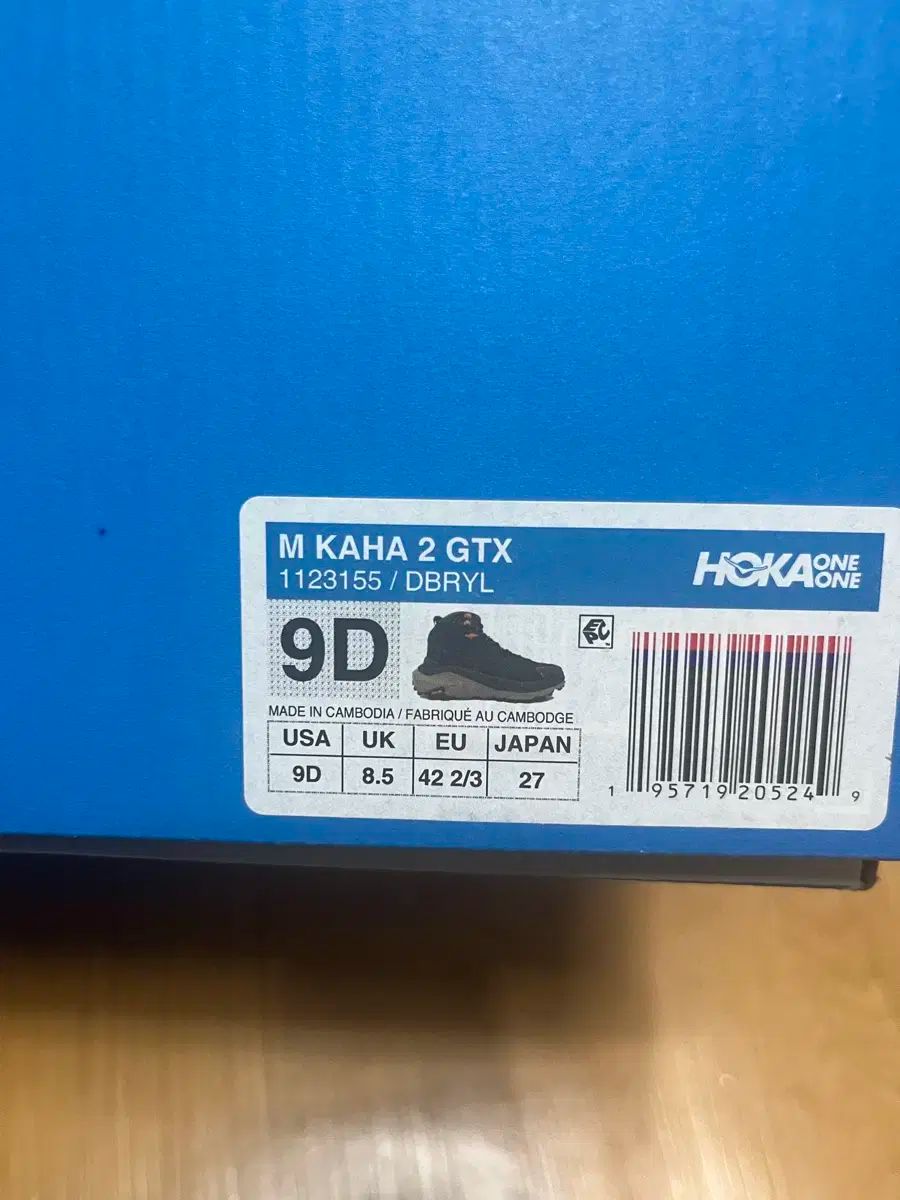 M KAHA 2 GTX
1123155 / DBRYL
HOKA ONE ONE
9D
MADE IN CAMBODIA / FABRIQUÉ AU CAMBODGE
USA UK EU JAPAN
9D 8.5 42 2/3 27
1 95719 20524 9